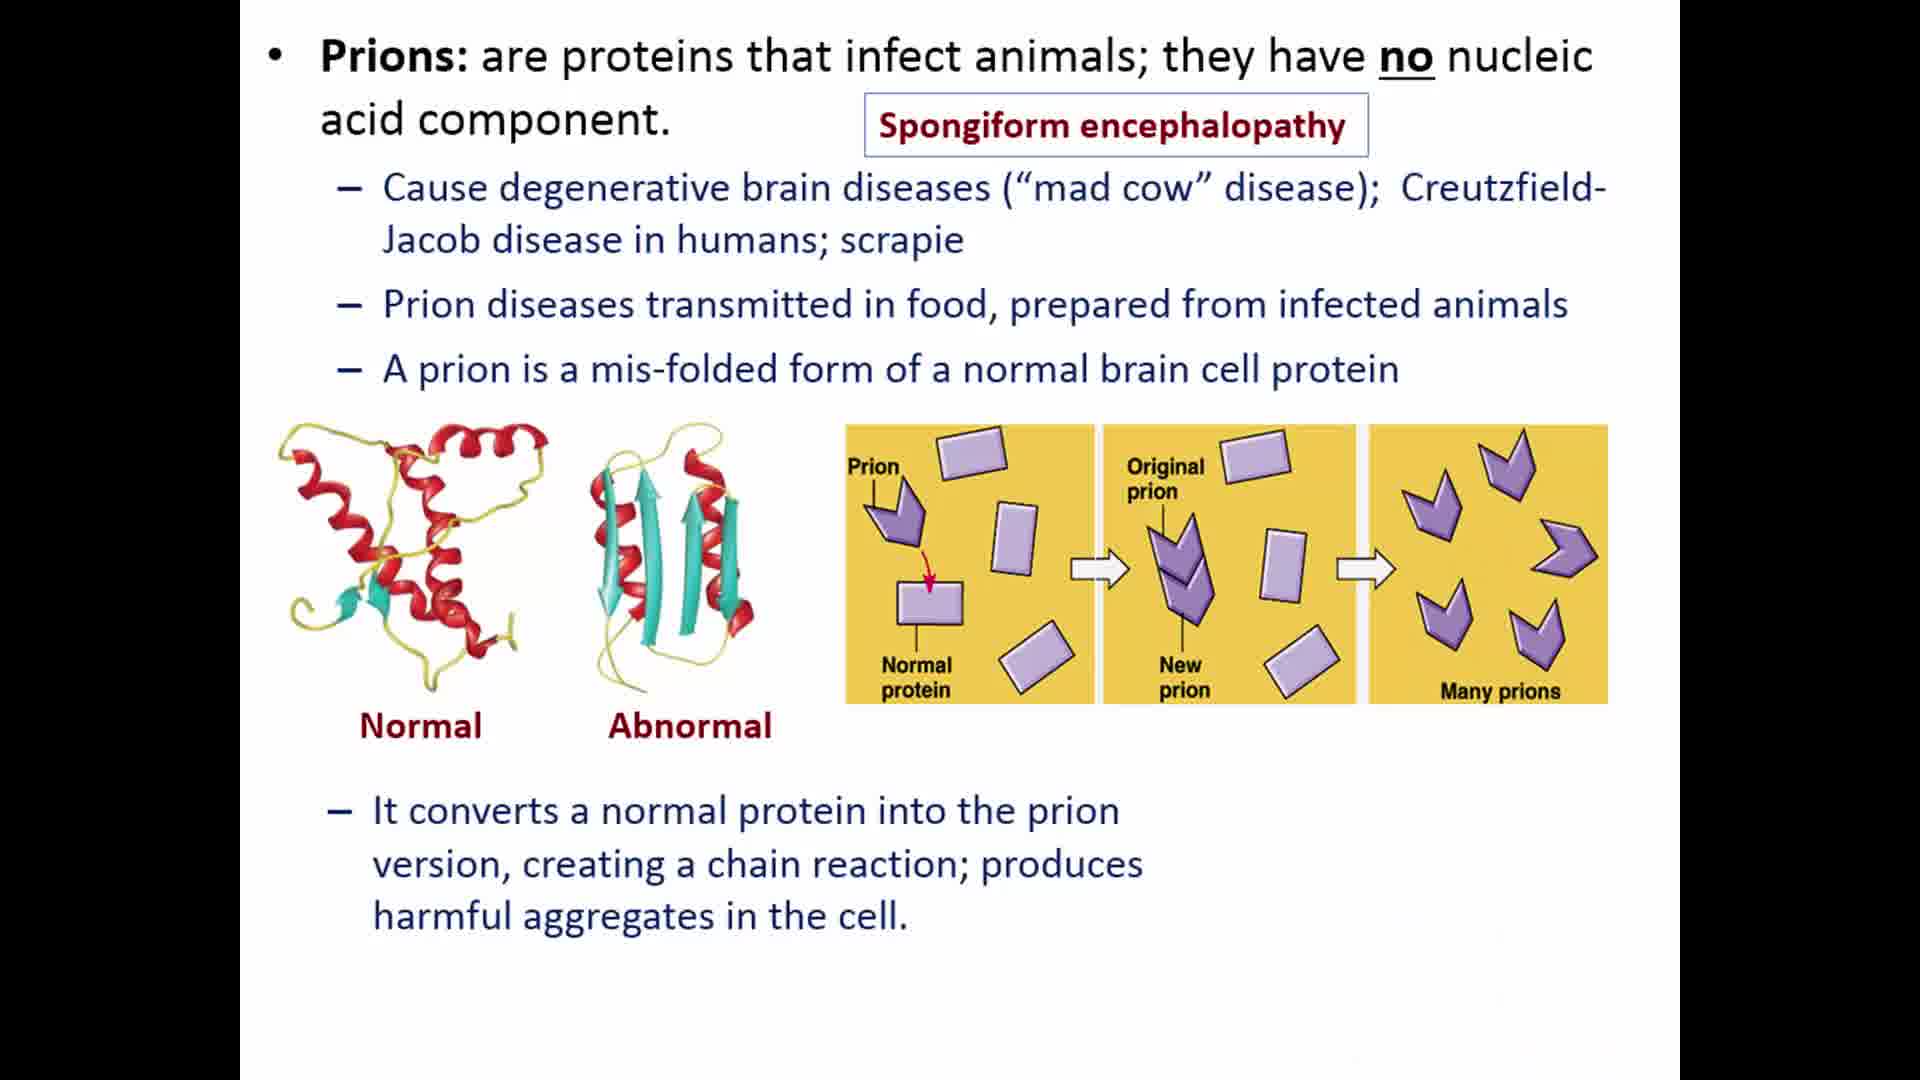 • Prions: are proteins that infect animals; they have no nucleic
acid component.
Spongiform encephalopathy
– Cause degenerative brain diseases (“mad cow” disease); Creutzfield-
Jacob disease in humans; scrapie
– Prion diseases transmitted in food, prepared from infected animals
– A prion is a mis-folded form of a normal brain cell protein
Normal
Abnormal
Prion
Normal
protein
Original
prion
New
prion
Many prions
– It converts a normal protein into the prion
version, creating a chain reaction; produces
harmful aggregates in the cell.